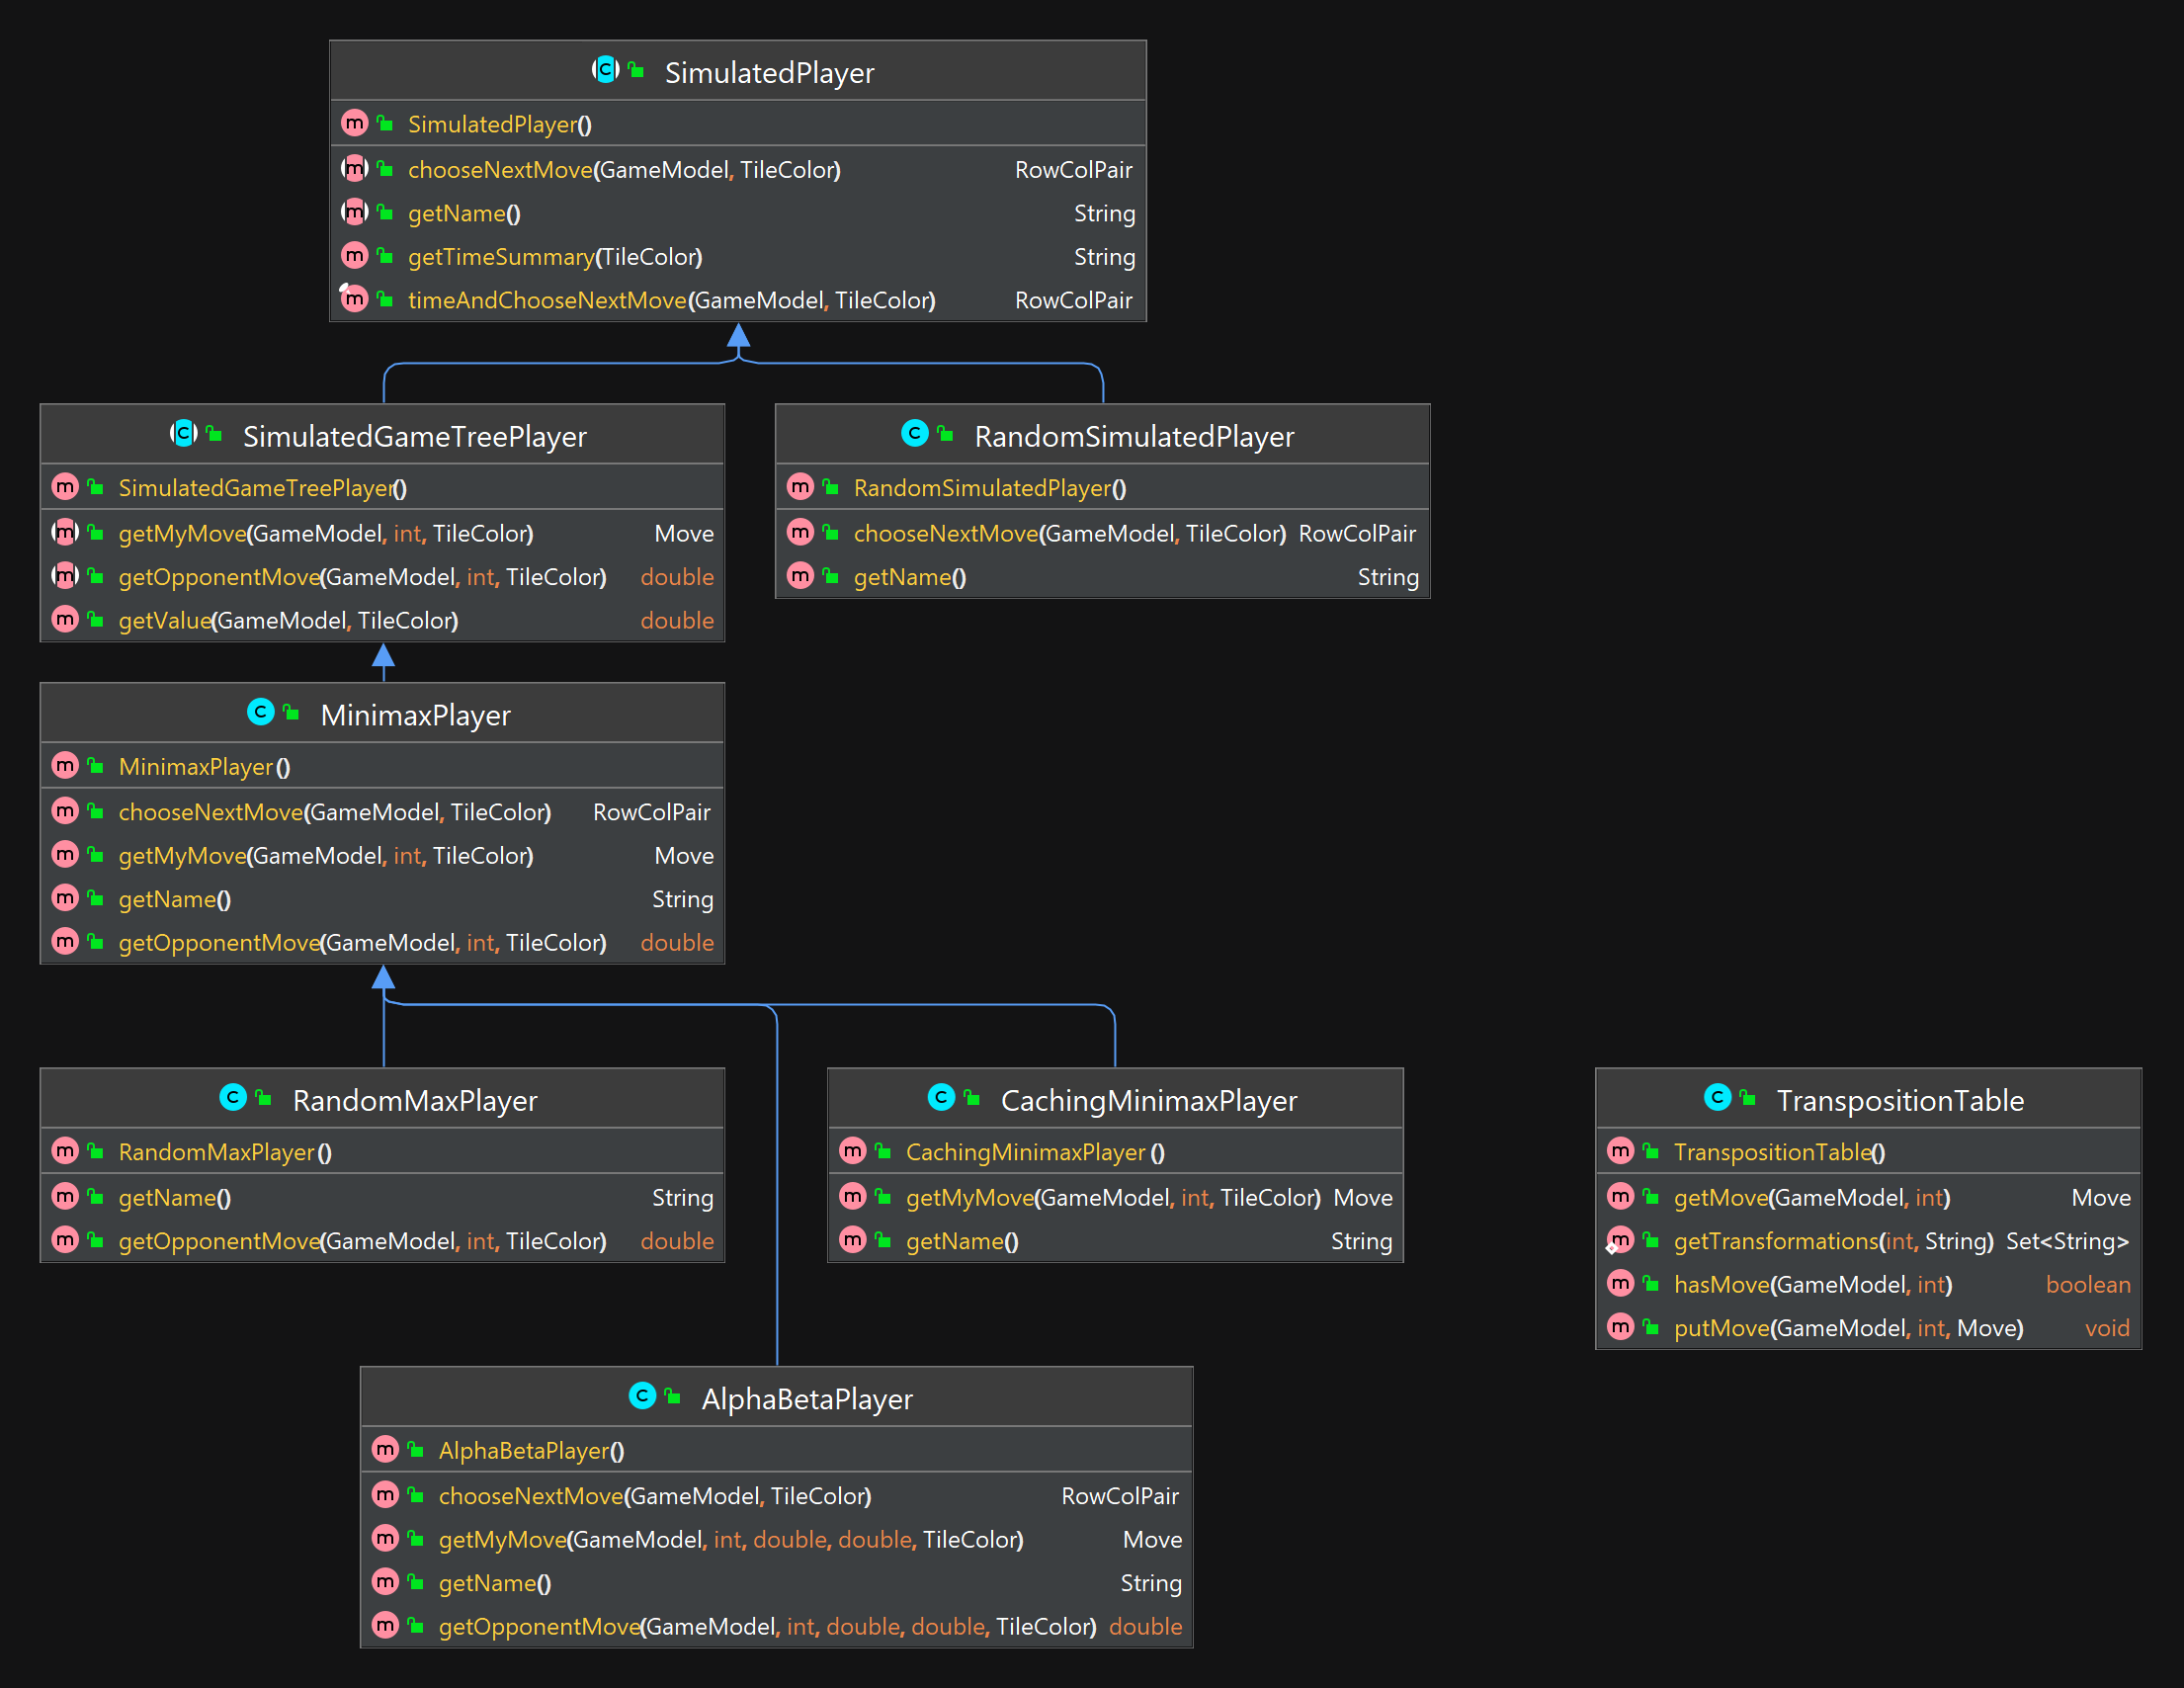 SimulatedPlayer
SimulatedPlayer()
chooseNextMove(GameModel, TileColor) RowColPair
getName() String
getTimeSummary(TileColor) String
timeAndChooseNextMove(GameModel, TileColor) RowColPair
SimulatedGameTreePlayer
SimulatedGameTreePlayer()
getMyMove(GameModel, int, TileColor) Move
getOpponentMove(GameModel, int, TileColor) double
getValue(GameModel, TileColor) double
RandomSimulatedPlayer
RandomSimulatedPlayer()
chooseNextMove(GameModel, TileColor) RowColPair
getName() String
MinimaxPlayer
MinimaxPlayer()
chooseNextMove(GameModel, TileColor) RowColPair
getMyMove(GameModel, int, TileColor) Move
getName() String
getOpponentMove(GameModel, int, TileColor) double
RandomMaxPlayer
RandomMaxPlayer()
getName() String
getOpponentMove(GameModel, int, TileColor) double
CachingMinimaxPlayer
CachingMinimaxPlayer()
getMyMove(GameModel, int, TileColor) Move
getName() String
TranspositionTable
TranspositionTable()
getMove(GameModel, int) Move
getTransformations(int, String) Set<String>
hasMove(GameModel, int) boolean
putMove(GameModel, int, Move) void
AlphaBetaPlayer
AlphaBetaPlayer()
chooseNextMove(GameModel, TileColor) RowColPair
getMyMove(GameModel, int, double, double, TileColor) Move
getName() String
getOpponentMove(GameModel, int, double, double, TileColor) double